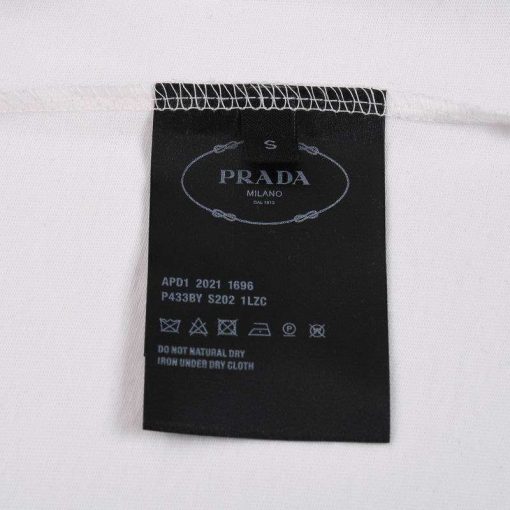 S
PRADA
MILANO
DAL 1913
APD1 2021 1696
P433BY S202 1LZC
DO NOT NATURAL DRY
IRON UNDER DRY CLOTH